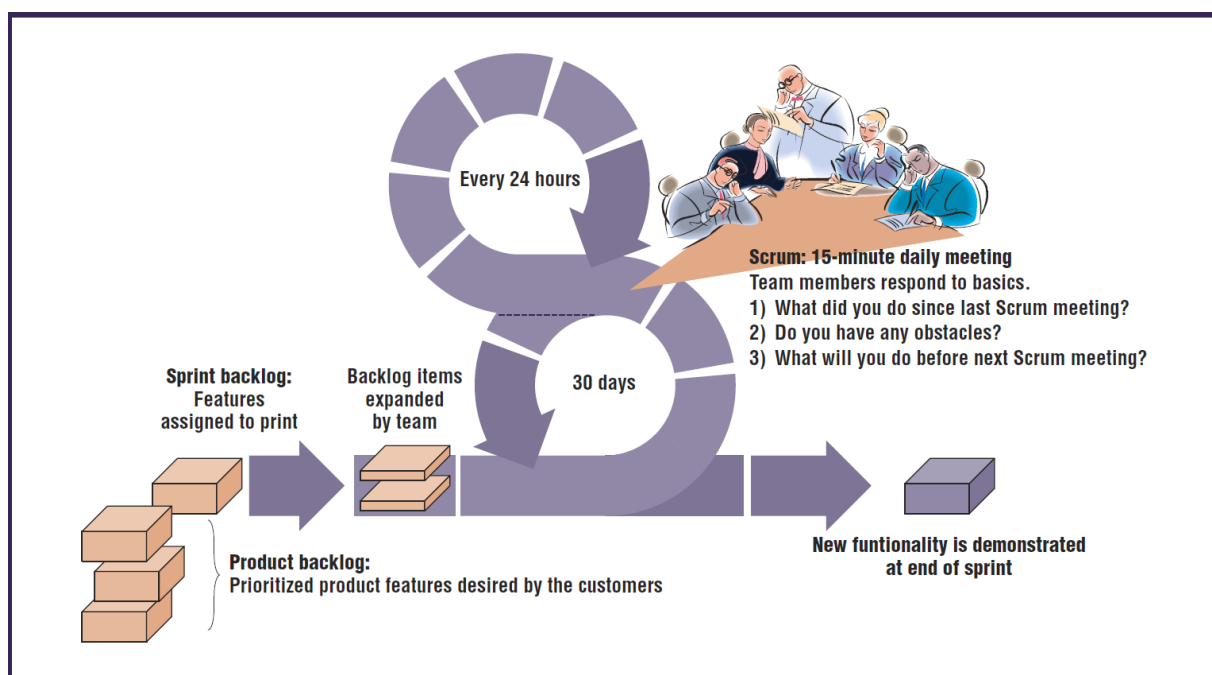 Every 24 hours
Scrum: 15-minute daily meeting
Team members respond to basics.
1) What did you do since last Scrum meeting?
2) Do you have any obstacles?
3) What will you do before next Scrum meeting?
30 days
Sprint backlog:
Features
assigned to print
Backlog items
expanded
by team
New funtionality is demonstrated
at end of sprint
Product backlog:
Prioritized product features desired by the customers